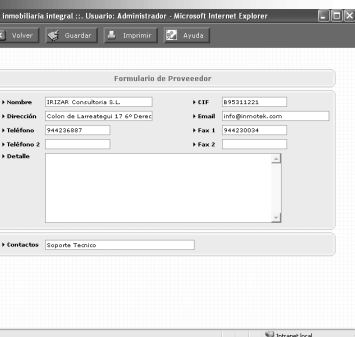 inmobiliaria integral ::. Usuario: Administrador - Microsoft Internet Explorer
Volver Guardar Imprimir Ayuda
Formulario de Proveedor
Nombre IRIZAR Consultoria S.L. CIF B95311221
Dirección Colon de Larreategui 17 6º Derec Email info@inmotek.com
Teléfono 944236887 Fax 1 944230034
Teléfono 2 Fax 2
Detalle
Contactos Soporte Tecnico
Intranet local